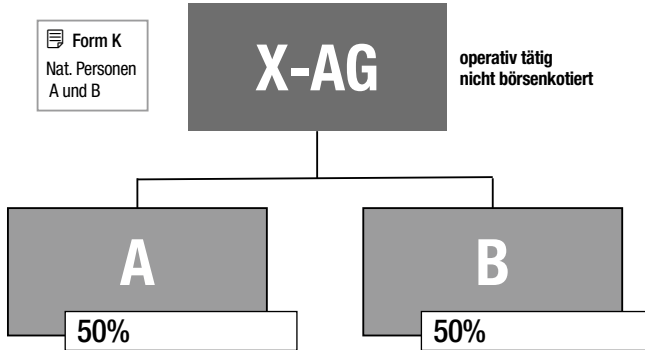 Form K
Nat. Personen
A und B
X-AG
operativ tätig
nicht börsenkotiert
A
50%
B
50%